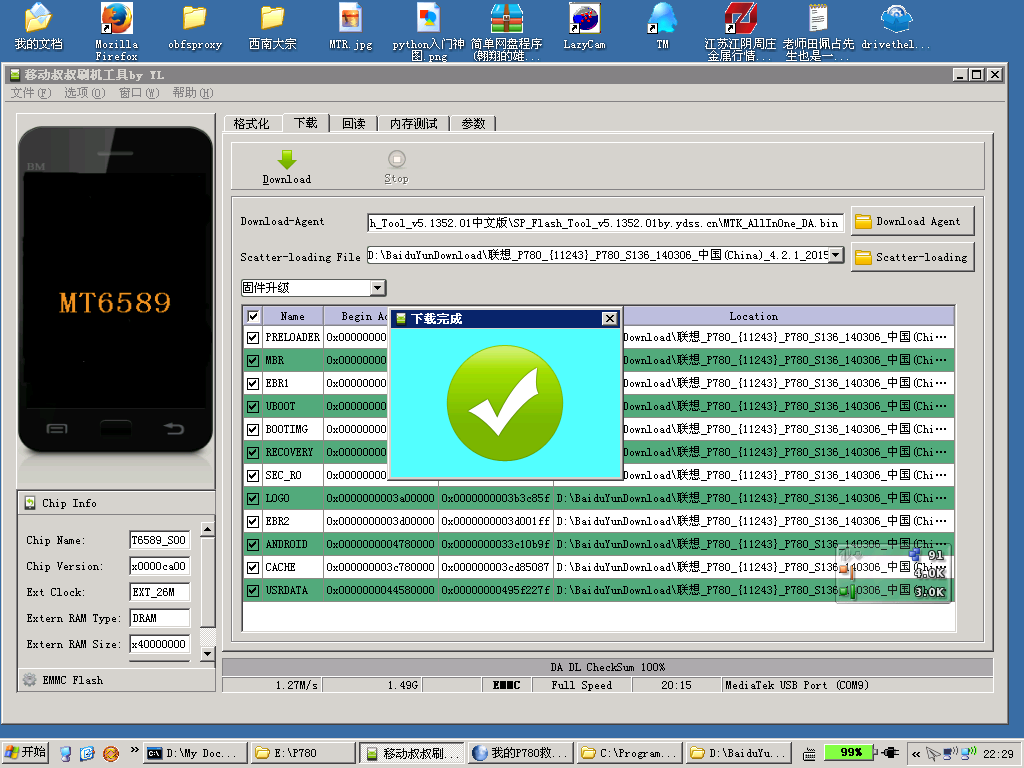 我的文档
Mozilla Firefox
obfsproxy
西南大宗
MTR.jpg
python入门神图.png
简单网盘程序(翱翔的雄...
LazyCam
TM
江苏江阴周庄金属行情...
老师田佩占先生也是一...
drivethel...
移动叔叔刷机工具by YL
文件(F) 选项(O) 窗口(W) 帮助(H)
BM
MT6589
格式化 下载 回读 内存测试 参数
Download Stop
Download-Agent h_Tool_v5.1352.01中文版\SP_Flash_Tool_v5.1352.01by.ydss.cn\MTK_AllInOne_DA.bin Download Agent
Scatter-loading File D:\BaiduYunDownload\联想_P780_{11243}_P780_S136_140306_中国(China)_4.2.1_2015 Scatter-loading
固件升级
Name Begin Ad Location
PRELOADER 0x00000000 Download\联想_P780_{11243}_P780_S136_140306_中国(Chi...
MBR 0x00000000 Download\联想_P780_{11243}_P780_S136_140306_中国(Chi...
EBR1 0x00000000 Download\联想_P780_{11243}_P780_S136_140306_中国(Chi...
UBOOT 0x00000000 Download\联想_P780_{11243}_P780_S136_140306_中国(Chi...
BOOTIMG 0x00000000 Download\联想_P780_{11243}_P780_S136_140306_中国(Chi...
RECOVERY 0x00000000 Download\联想_P780_{11243}_P780_S136_140306_中国(Chi...
SEC_RO 0x00000000 Download\联想_P780_{11243}_P780_S136_140306_中国(Chi...
LOGO 0x0000000003a00000 0x0000000003b3c85f D:\BaiduYunDownload\联想_P780_{11243}_P780_S136_140306_中国(Chi...
EBR2 0x0000000003d00000 0x0000000003d001ff D:\BaiduYunDownload\联想_P780_{11243}_P780_S136_140306_中国(Chi...
ANDROID 0x0000000004780000 0x0000000033c10b9f D:\BaiduYunDownload\联想_P780_{11243}_P780_S136_140306_中国(Chi...
CACHE 0x000000003c780000 0x000000003cd85087 D:\BaiduYunDownload\联想_P780_{11243}_P780_S136_140306_中国(Chi...
USRDATA 0x0000000044580000 0x00000000495f227f D:\BaiduYunDownload\联想_P780_{11243}_P780_S136_140306_中国(Chi...
下载完成
91
4.0K
3.0K
Chip Info
Chip Name: T6589_S00
Chip Version: x0000ca00
Ext Clock: EXT_26M
Extern RAM Type: DRAM
Extern RAM Size: x40000000
EMMC Flash
DA DL CheckSum 100%
1.27M/s 1.49G EMMC Full Speed 20:15 MediaTek USB Port (COM9)
开始 » D:\My Doc... E:\P780 移动叔叔刷... 我的P780救... C:\Program... D:\BaiduYu... 99% « 22:29